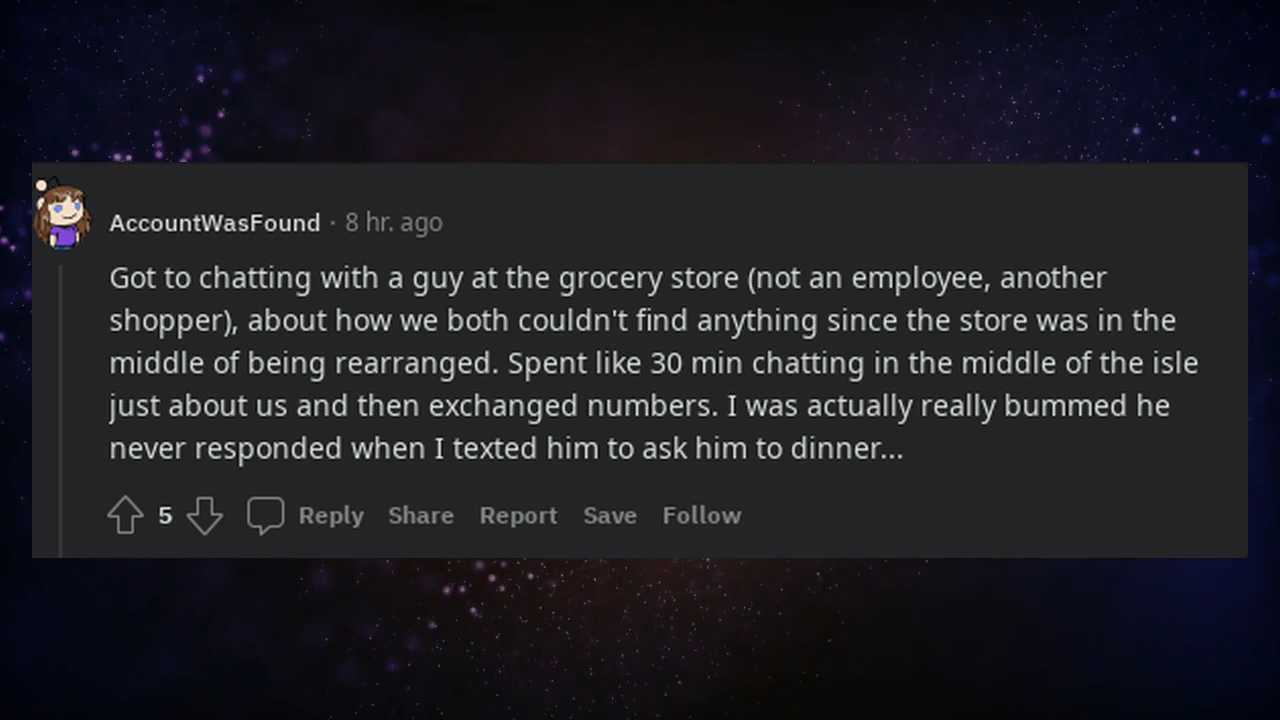 AccountWasFound · 8 hr. ago
Got to chatting with a guy at the grocery store (not an employee, another
shopper), about how we both couldn't find anything since the store was in the
middle of being rearranged. Spent like 30 min chatting in the middle of the isle
just about us and then exchanged numbers. I was actually really bummed he
never responded when I texted him to ask him to dinner...
5 Reply Share Report Save Follow